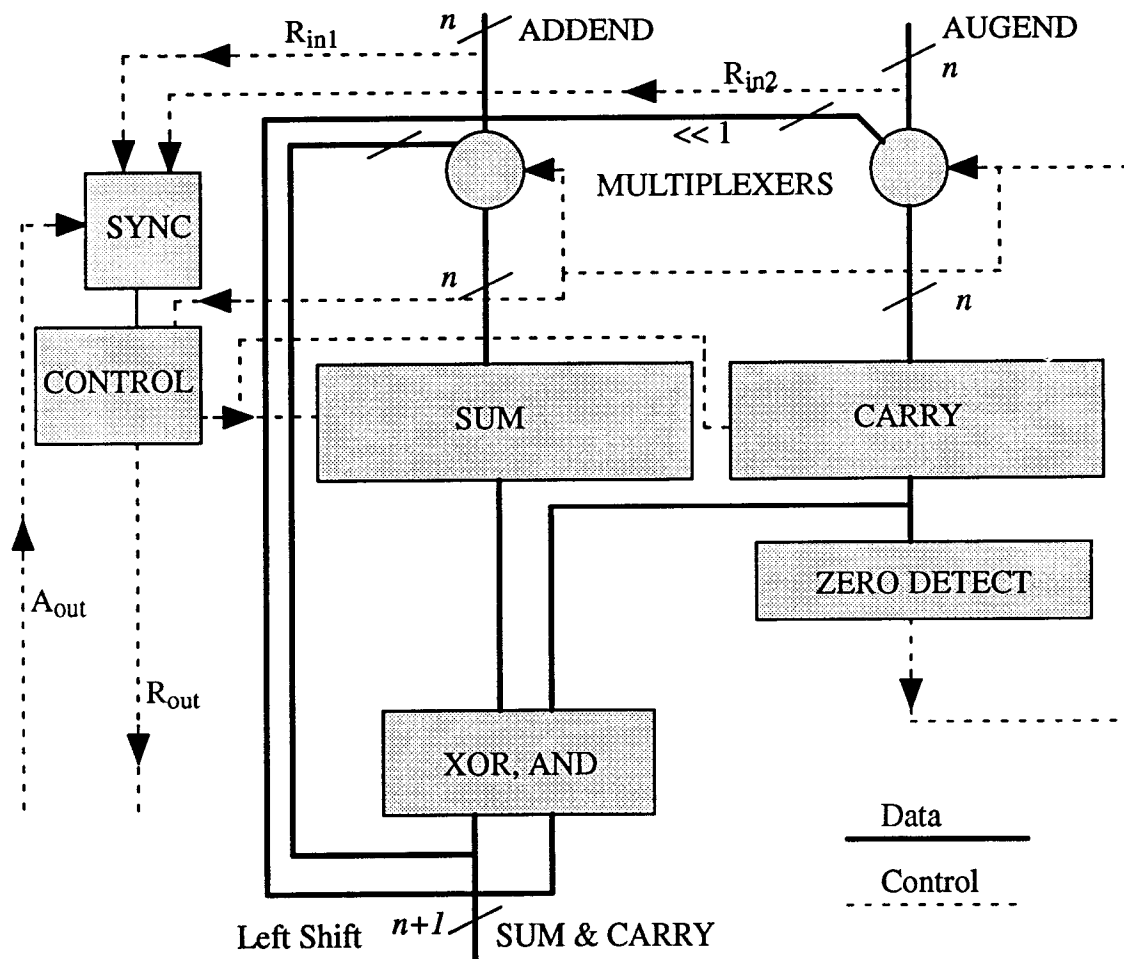 n
ADDEND
AUGEND
R_in1
n
R_in2
<< 1
MULTIPLEXERS
SYNC
n
n
CONTROL
SUM
CARRY
ZERO DETECT
A_out
R_out
XOR, AND
Data
Control
n+1
Left Shift
SUM & CARRY